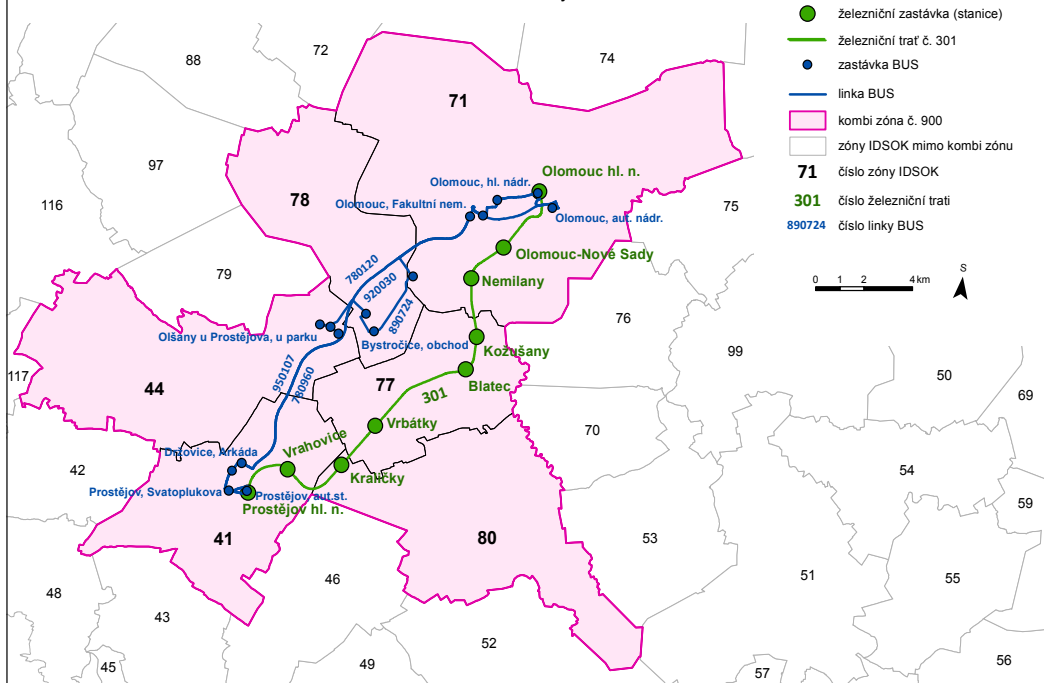 železniční zastávka (stanice)
železniční trať č. 301
zastávka BUS
linka BUS
kombi zóna č. 900
zóny IDSOK mimo kombi zónu
71 číslo zóny IDSOK
301 číslo železniční trati
890724 číslo linky BUS
0 1 2 4 km
S
72
88
74
71
97
78
Olomouc hl. n.
Olomouc, hl. nádr.
116
Olomouc, Fakultní nem.
75
Olomouc, aut. nádr.
Olomouc-Nové Sady
79
780120
Nemilany
920030
890724
76
Olšany u Prostějova, u parku
Bystročice, obchod
Kožušany
99
117
44
950107
780960
77
Blatec
50
69
301
Vrbátky
70
Vrahovice
Držovice, Arkáda
42
Kraličky
54
Prostějov, Svatoplukova
Prostějov, aut.st.
Prostějov hl. n.
59
41
80
53
46
51
55
48
43
52
45
49
57
56